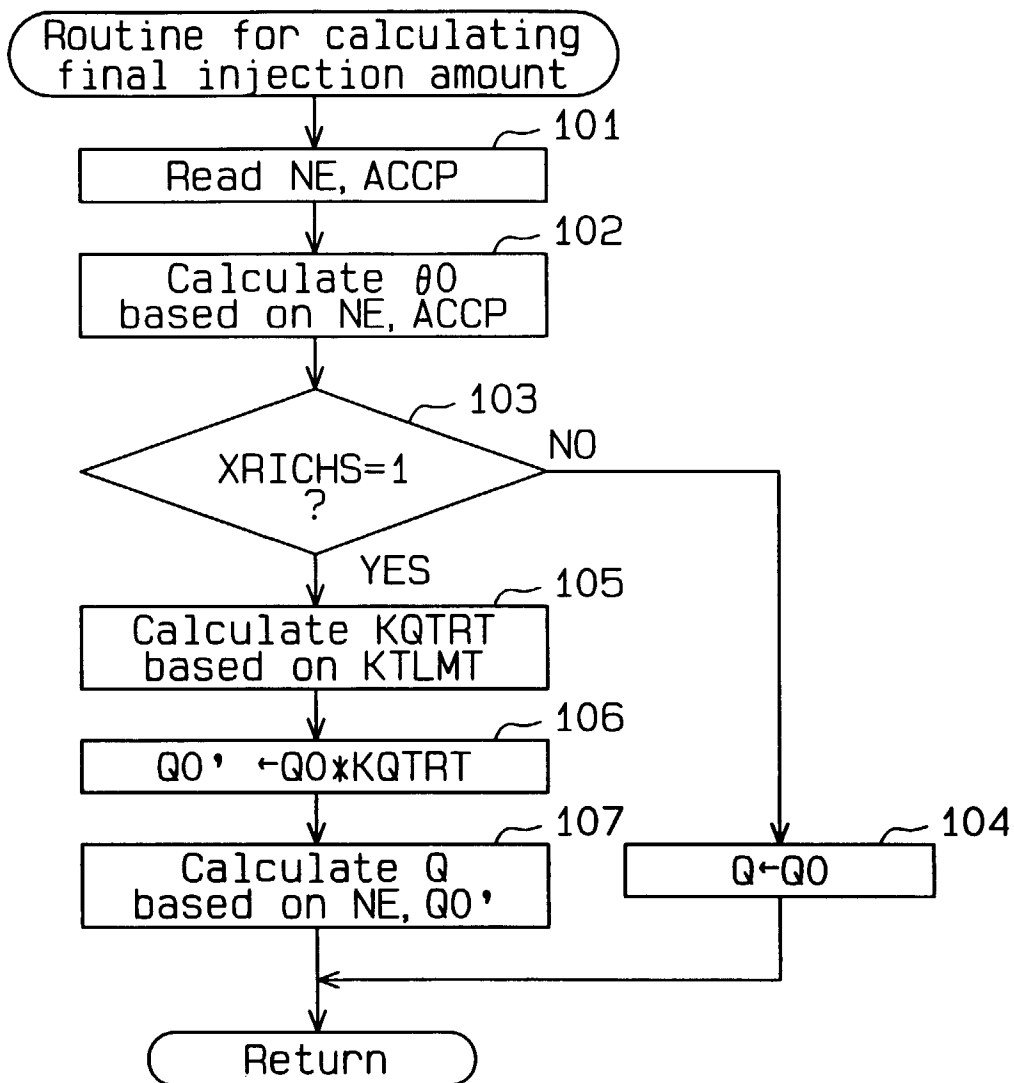 Routine for calculating
final injection amount
101
Read NE, ACCP
102
Calculate θ0
based on NE, ACCP
103
XRICHS=1
?
NO
YES
105
Calculate KQTRT
based on KTLMT
106
Q0' ←Q0*KQTRT
107
Calculate Q
based on NE, Q0'
104
Q←Q0
Return